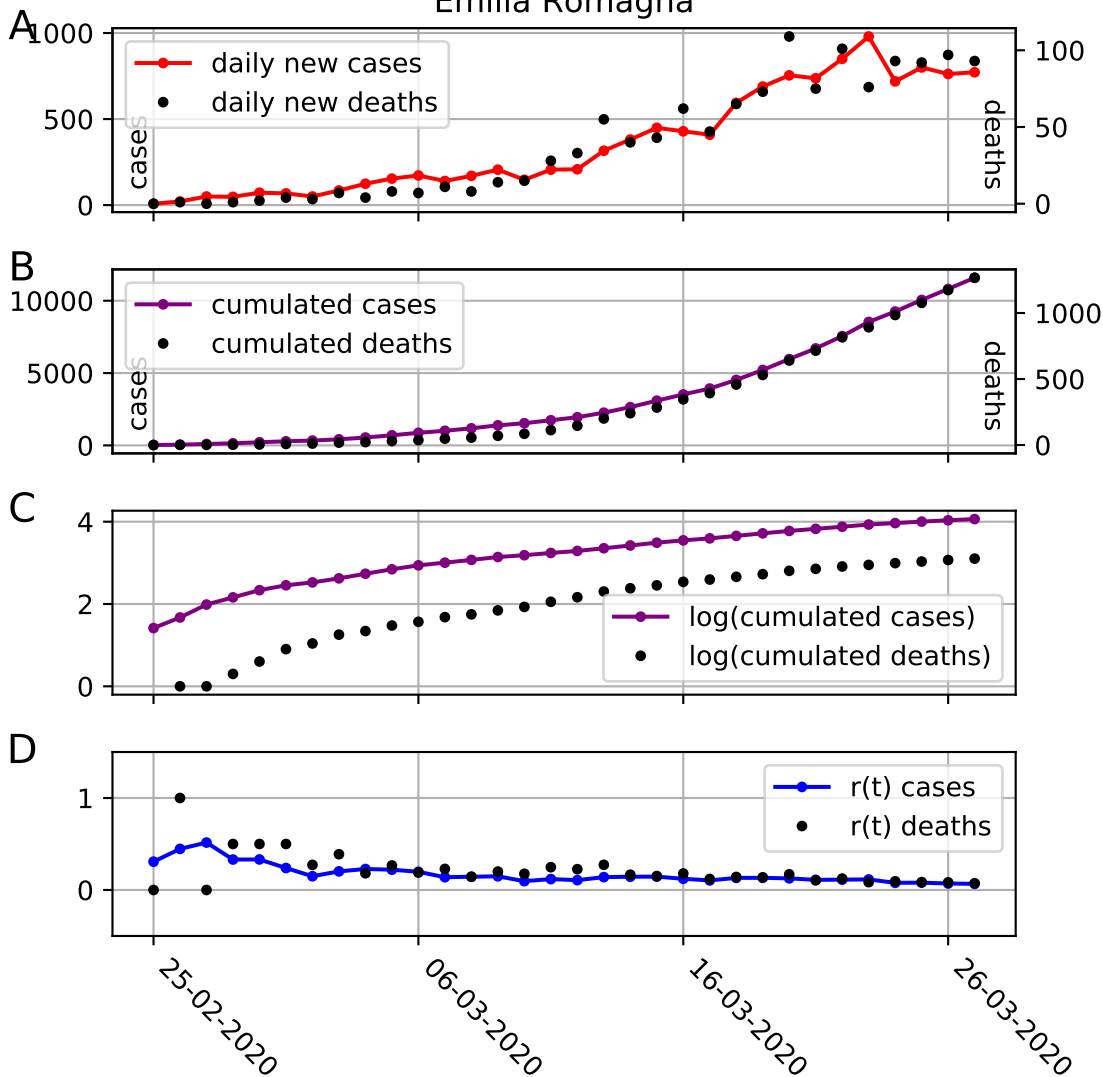 Emilia Romagna
A
1000
500
0
cases
daily new cases
daily new deaths
100
50
0
deaths
B
10000
5000
0
cases
cumulated cases
cumulated deaths
1000
500
0
deaths
C
4
2
0
log(cumulated cases)
log(cumulated deaths)
D
1
0
r(t) cases
r(t) deaths
25-02-2020
06-03-2020
16-03-2020
26-03-2020